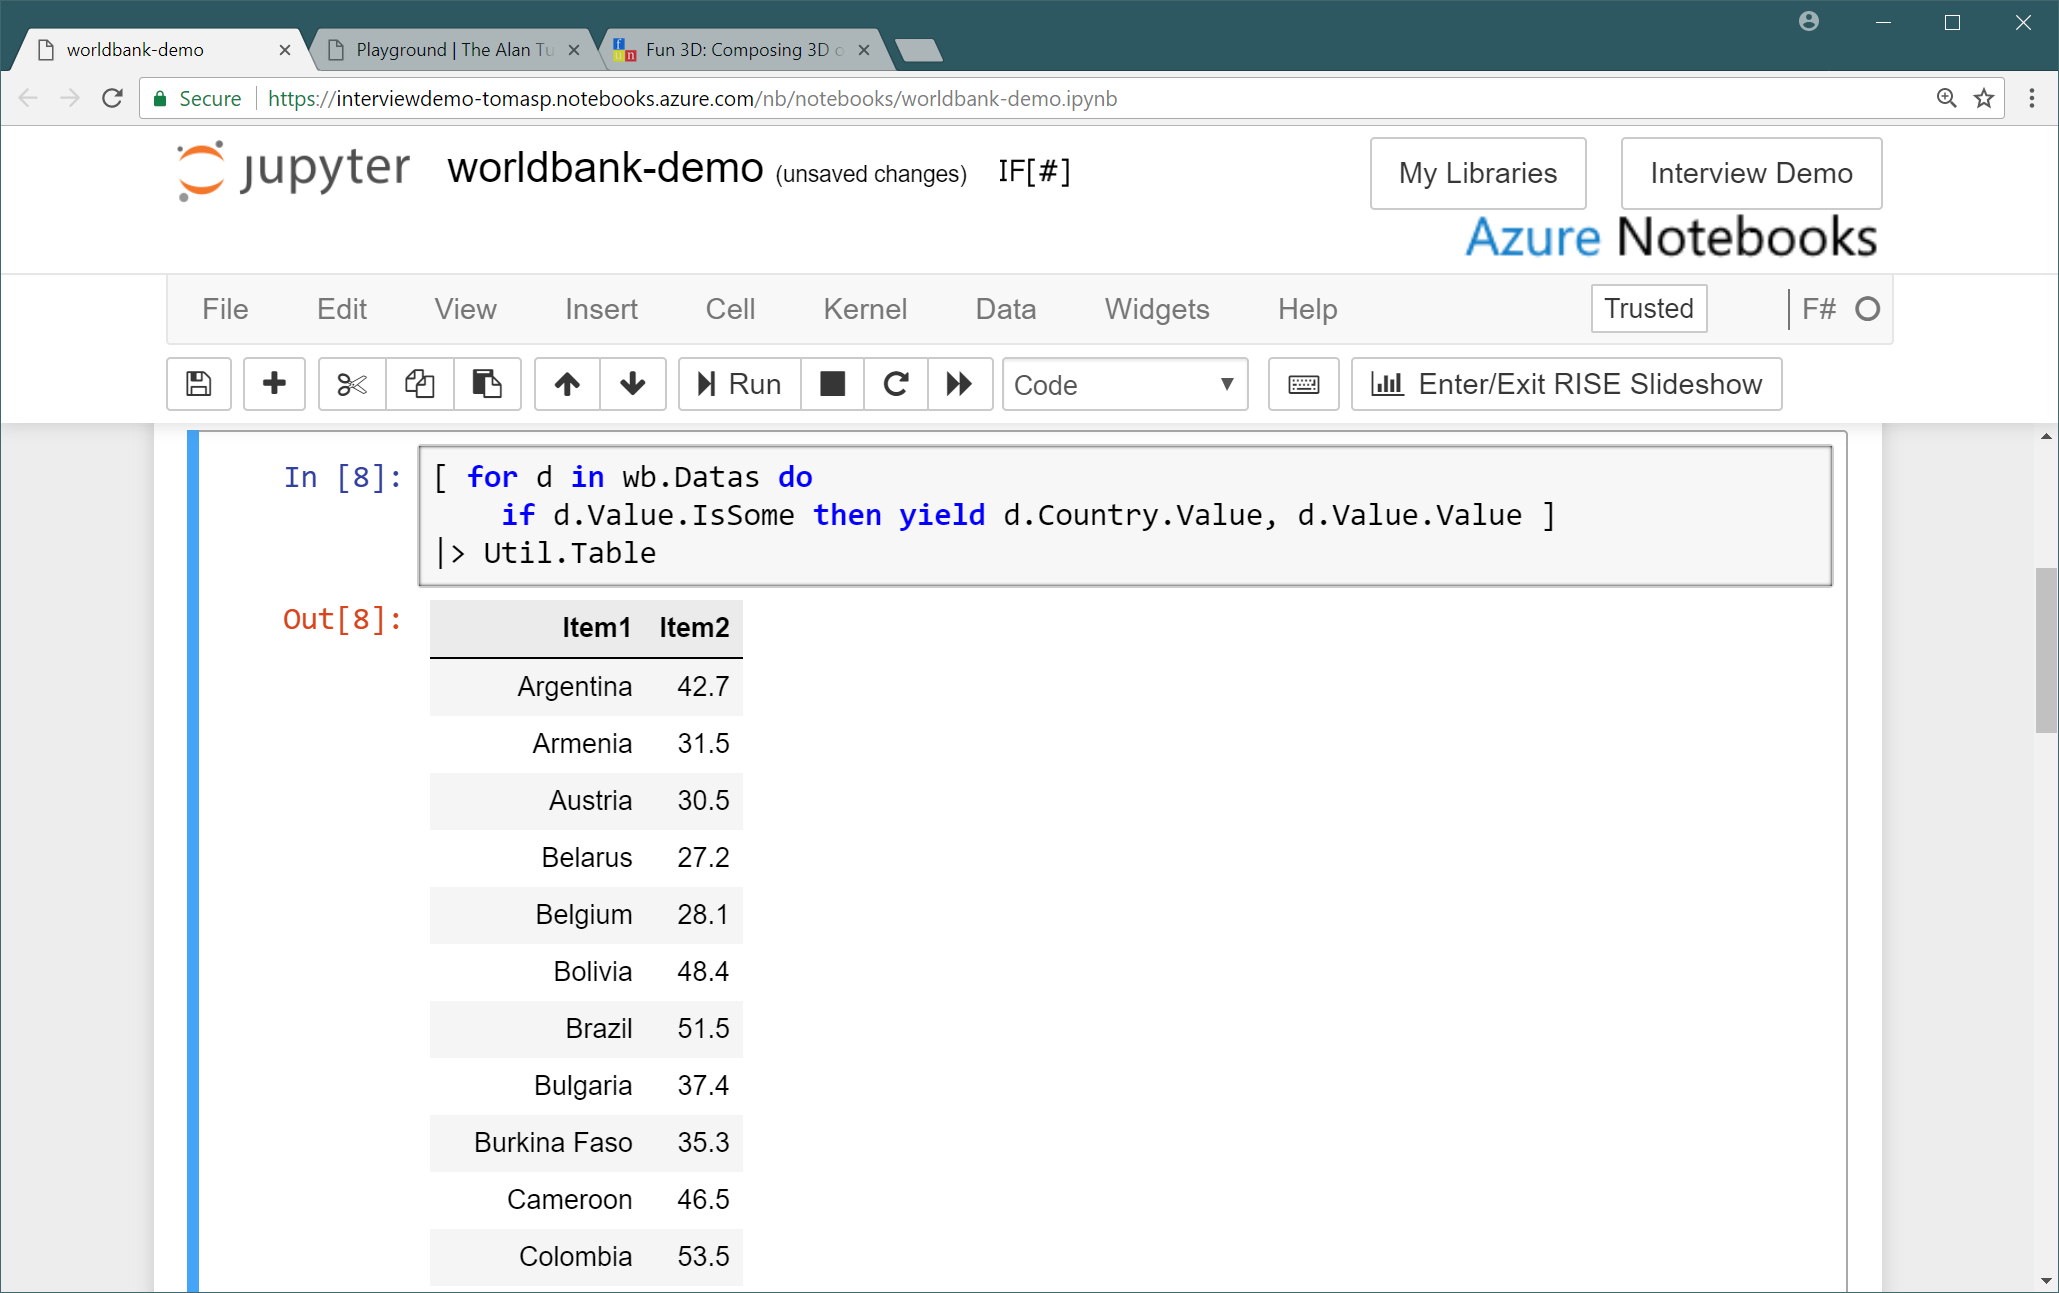 worldbank-demo
Playground | The Alan Tu
Fun 3D: Composing 3D o
Secure
https://interviewdemo-tomasp.notebooks.azure.com/nb/notebooks/worldbank-demo.ipynb
jupyter
worldbank-demo (unsaved changes) IF[#]
My Libraries
Interview Demo
Azure Notebooks
File Edit View Insert Cell Kernel Data Widgets Help
Trusted
F#
Run
Code
Enter/Exit RISE Slideshow
In [8]:
[ for d in wb.Datas do
if d.Value.IsSome then yield d.Country.Value, d.Value.Value ]
|> Util.Table
Out[8]:
Item1 Item2
Argentina 42.7
Armenia 31.5
Austria 30.5
Belarus 27.2
Belgium 28.1
Bolivia 48.4
Brazil 51.5
Bulgaria 37.4
Burkina Faso 35.3
Cameroon 46.5
Colombia 53.5